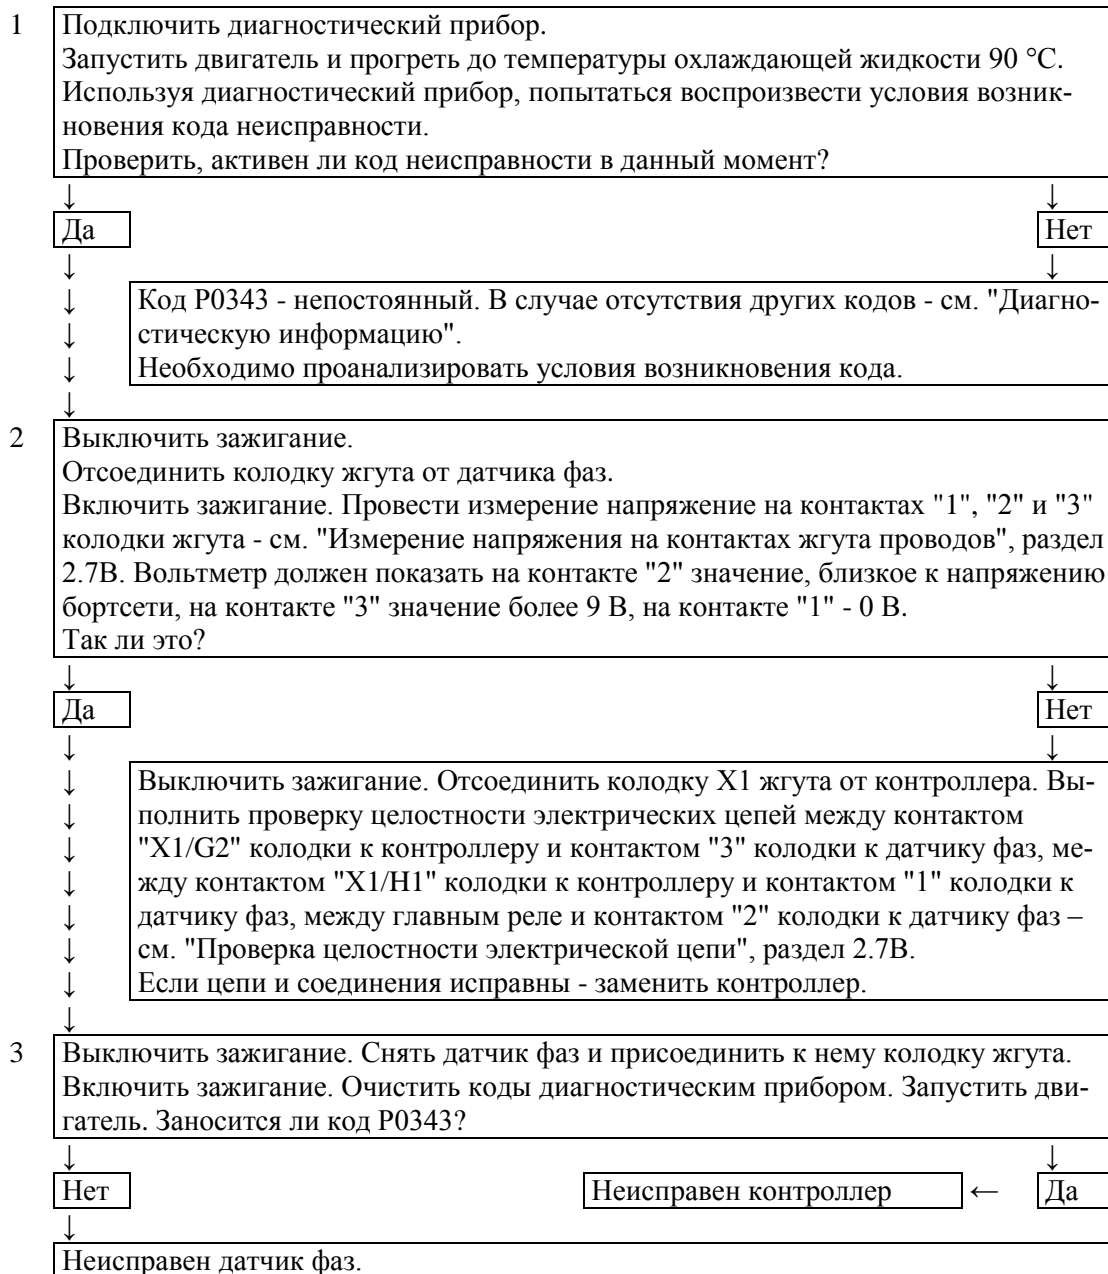 1 Подключить диагностический прибор.
Запустить двигатель и прогреть до температуры охлаждающей жидкости 90 °С.
Используя диагностический прибор, попытаться воспроизвести условия возник-
новения кода неисправности.
Проверить, активен ли код неисправности в данный момент?
↓ ↓
Да Нет
↓ ↓
↓ Код Р0343 - непостоянный. В случае отсутствия других кодов - см. "Диагно-
↓ стическую информацию".
↓ Необходимо проанализировать условия возникновения кода.
↓
2 Выключить зажигание.
Отсоединить колодку жгута от датчика фаз.
Включить зажигание. Провести измерение напряжение на контактах "1", "2" и "3"
колодки жгута - см. "Измерение напряжения на контактах жгута проводов", раздел
2.7В. Вольтметр должен показать на контакте "2" значение, близкое к напряжению
бортсети, на контакте "3" значение более 9 В, на контакте "1" - 0 В.
Так ли это?
↓ ↓
Да Нет
↓ ↓
↓ Выключить зажигание. Отсоединить колодку Х1 жгута от контроллера. Вы-
↓ полнить проверку целостности электрических цепей между контактом
↓ "X1/G2" колодки к контроллеру и контактом "3" колодки к датчику фаз, ме-
↓ жду контактом "X1/H1" колодки к контроллеру и контактом "1" колодки к
↓ датчику фаз, между главным реле и контактом "2" колодки к датчику фаз –
↓ см. "Проверка целостности электрической цепи", раздел 2.7В.
↓ Если цепи и соединения исправны - заменить контроллер.
↓
3 Выключить зажигание. Снять датчик фаз и присоединить к нему колодку жгута.
Включить зажигание. Очистить коды диагностическим прибором. Запустить дви-
гатель. Заносится ли код Р0343?
↓ ↓
Нет Неисправен контроллер ← Да
↓
Неисправен датчик фаз.